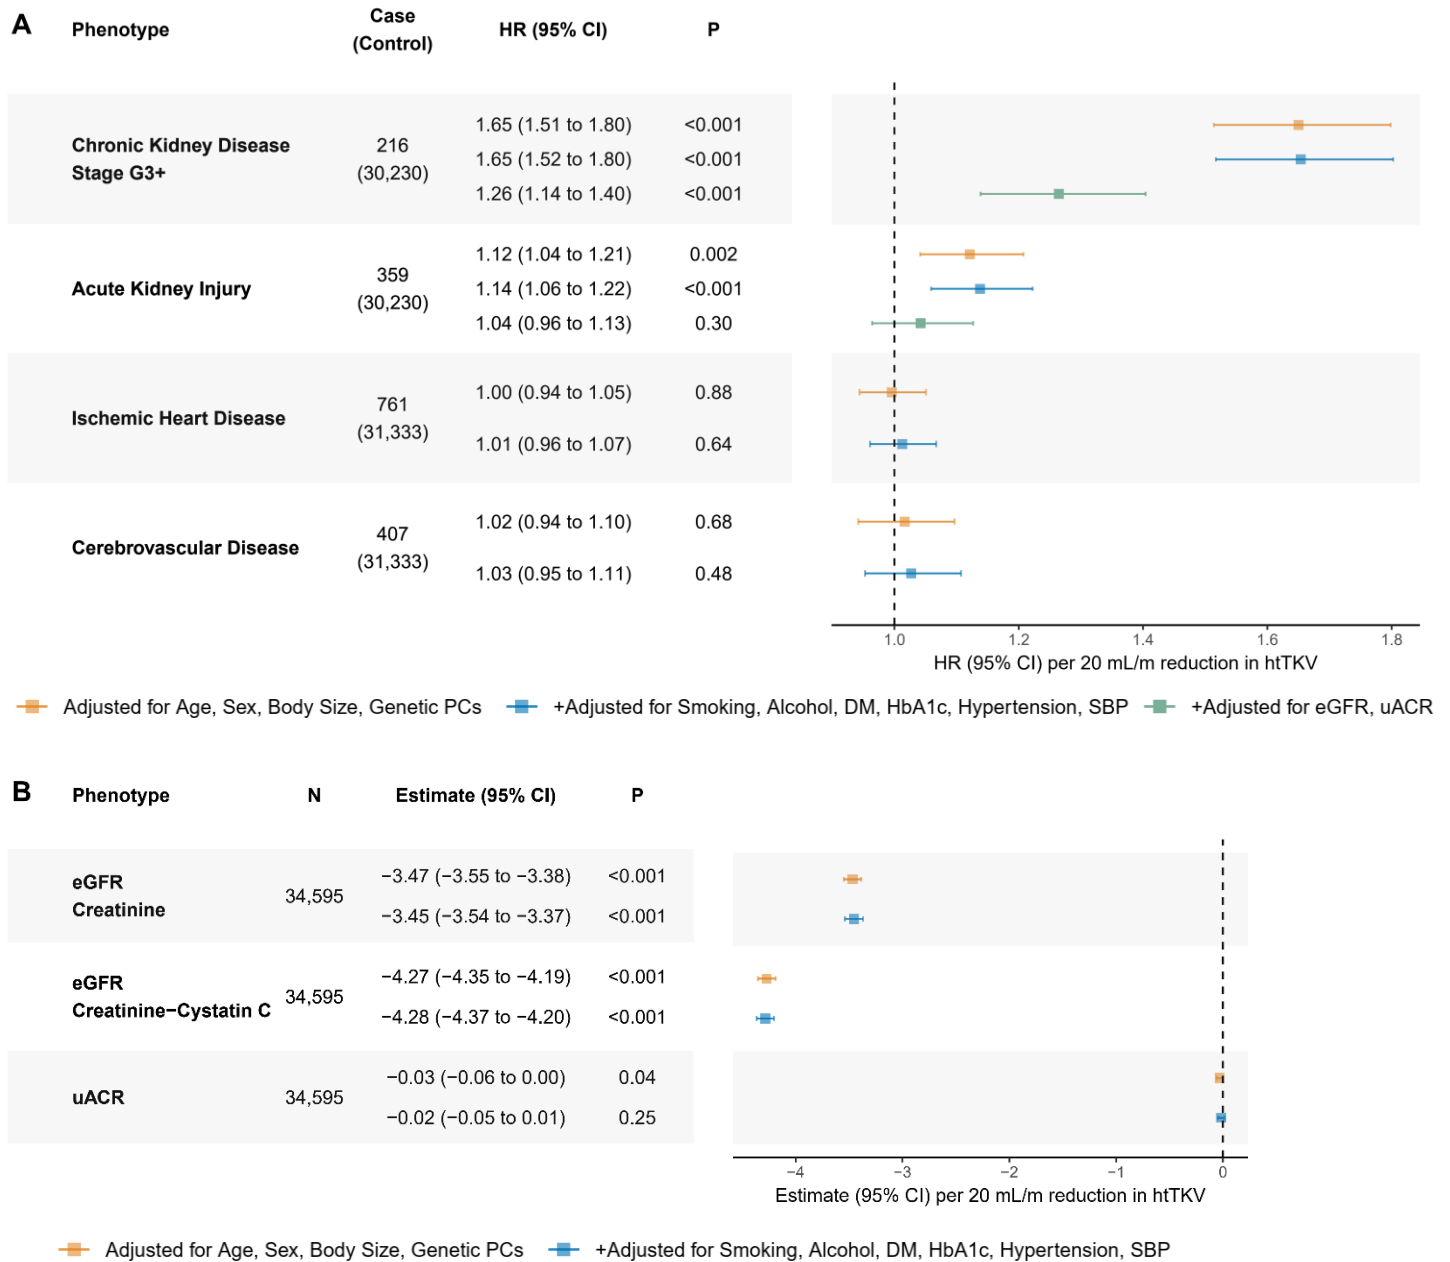 A
Phenotype
Case
(Control)
HR (95% CI)
P
Chronic Kidney Disease
Stage G3+
216
(30,230)
1.65 (1.51 to 1.80) <0.001
1.65 (1.52 to 1.80) <0.001
1.26 (1.14 to 1.40) <0.001
Acute Kidney Injury
359
(30,230)
1.12 (1.04 to 1.21) 0.002
1.14 (1.06 to 1.22) <0.001
1.04 (0.96 to 1.13) 0.30
Ischemic Heart Disease
761
(31,333)
1.00 (0.94 to 1.05) 0.88
1.01 (0.96 to 1.07) 0.64
Cerebrovascular Disease
407
(31,333)
1.02 (0.94 to 1.10) 0.68
1.03 (0.95 to 1.11) 0.48
1.0 1.2 1.4 1.6 1.8
HR (95% CI) per 20 mL/m reduction in htTKV
Adjusted for Age, Sex, Body Size, Genetic PCs +Adjusted for Smoking, Alcohol, DM, HbA1c, Hypertension, SBP +Adjusted for eGFR, uACR
B
Phenotype N Estimate (95% CI) P
eGFR
Creatinine
34,595
−3.47 (−3.55 to −3.38) <0.001
−3.45 (−3.54 to −3.37) <0.001
eGFR
Creatinine−Cystatin C
34,595
−4.27 (−4.35 to −4.19) <0.001
−4.28 (−4.37 to −4.20) <0.001
uACR
34,595
−0.03 (−0.06 to 0.00) 0.04
−0.02 (−0.05 to 0.01) 0.25
−4 −3 −2 −1 0
Estimate (95% CI) per 20 mL/m reduction in htTKV
Adjusted for Age, Sex, Body Size, Genetic PCs +Adjusted for Smoking, Alcohol, DM, HbA1c, Hypertension, SBP